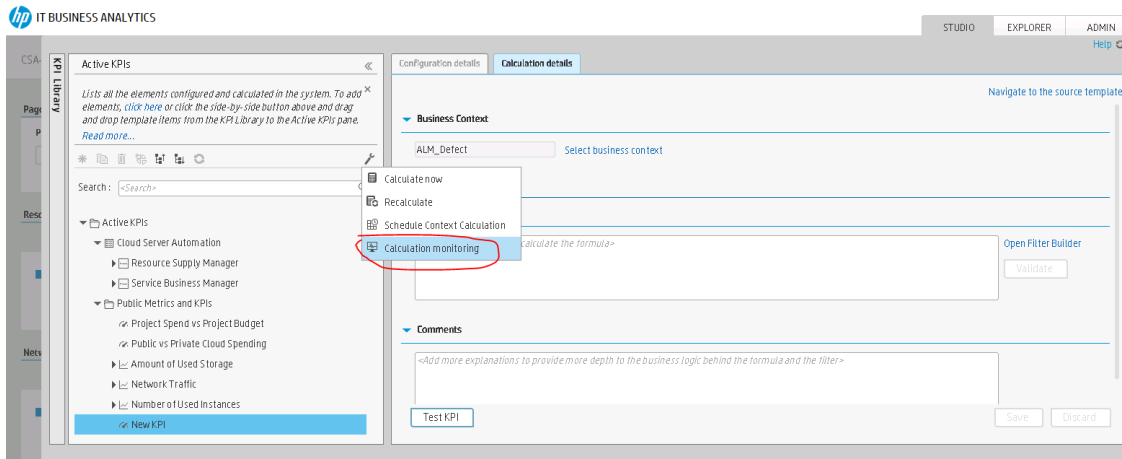 hp IT BUSINESS ANALYTICS
STUDIO EXPLORER ADMIN
Help
CSA-
KPI Library
Active KPIs
Configuration details Calculation details
Lists all the elements configured and calculated in the system. To add
elements, click here or click the side-by-side button above and drag
and drop template items from the KPI Library to the Active KPIs pane.
Read more...
Navigate to the source template
Page
P
Business Context
ALM_Defect Select business context
Calculate now
Search : <Search>
Recalculate
Reso
Active KPIs
Schedule Context Calculation
Cloud Server Automation
Calculation monitoring
calculate the formula>
Open Filter Builder
Resource Supply Manager
Validate
Service Business Manager
Public Metrics and KPIs
Project Spend vs Project Budget
Comments
Public vs Private Cloud Spending
Netw
<Add more explanations to provide more depth to the business logic behind the formula and the filter>
Amount of Used Storage
Network Traffic
Number of Used Instances
Test KPI
Save Discard
New KPI